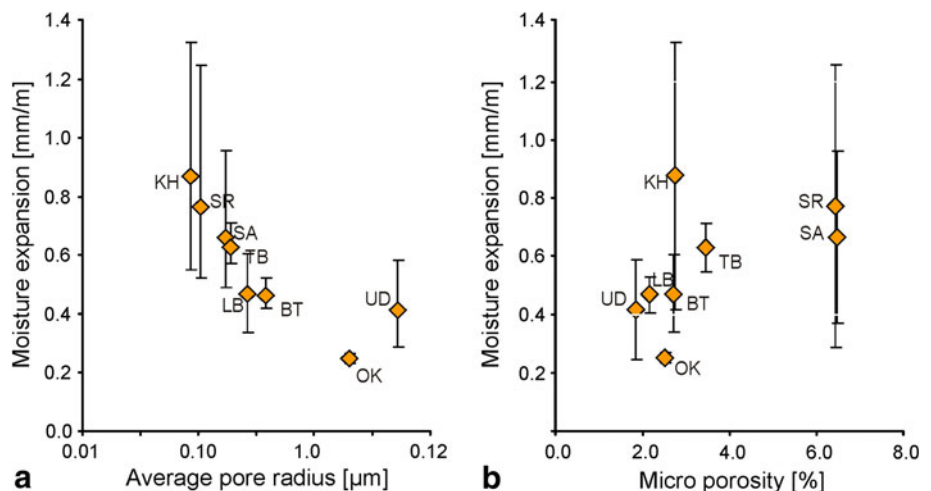 Moisture expansion [mm/m]
1.4
1.2
1.0
0.8
0.6
0.4
0.2
0.0
KH
SR
SA
TB
LB
BT
UD
OK
0.01
0.10
1.0
0.12
a
Average pore radius [µm]
Moisture expansion [mm/m]
1.4
1.2
1.0
0.8
0.6
0.4
0.2
KH
SR
SA
TB
LB
UD
BT
OK
0.0
2.0
4.0
6.0
8.0
b
Micro porosity [%]